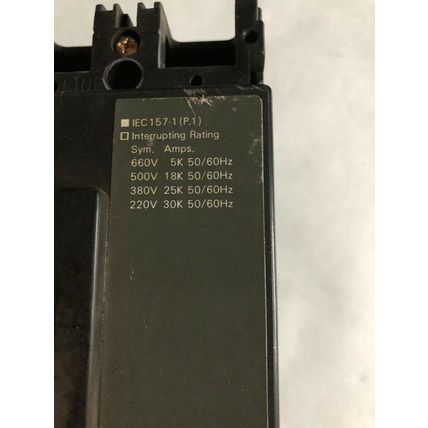 LINE
■ IEC157-1(P.1)
□ Interrupting Rating
Sym. Amps.
660V 5K 50/60Hz
500V 18K 50/60Hz
380V 25K 50/60Hz
220V 30K 50/60Hz